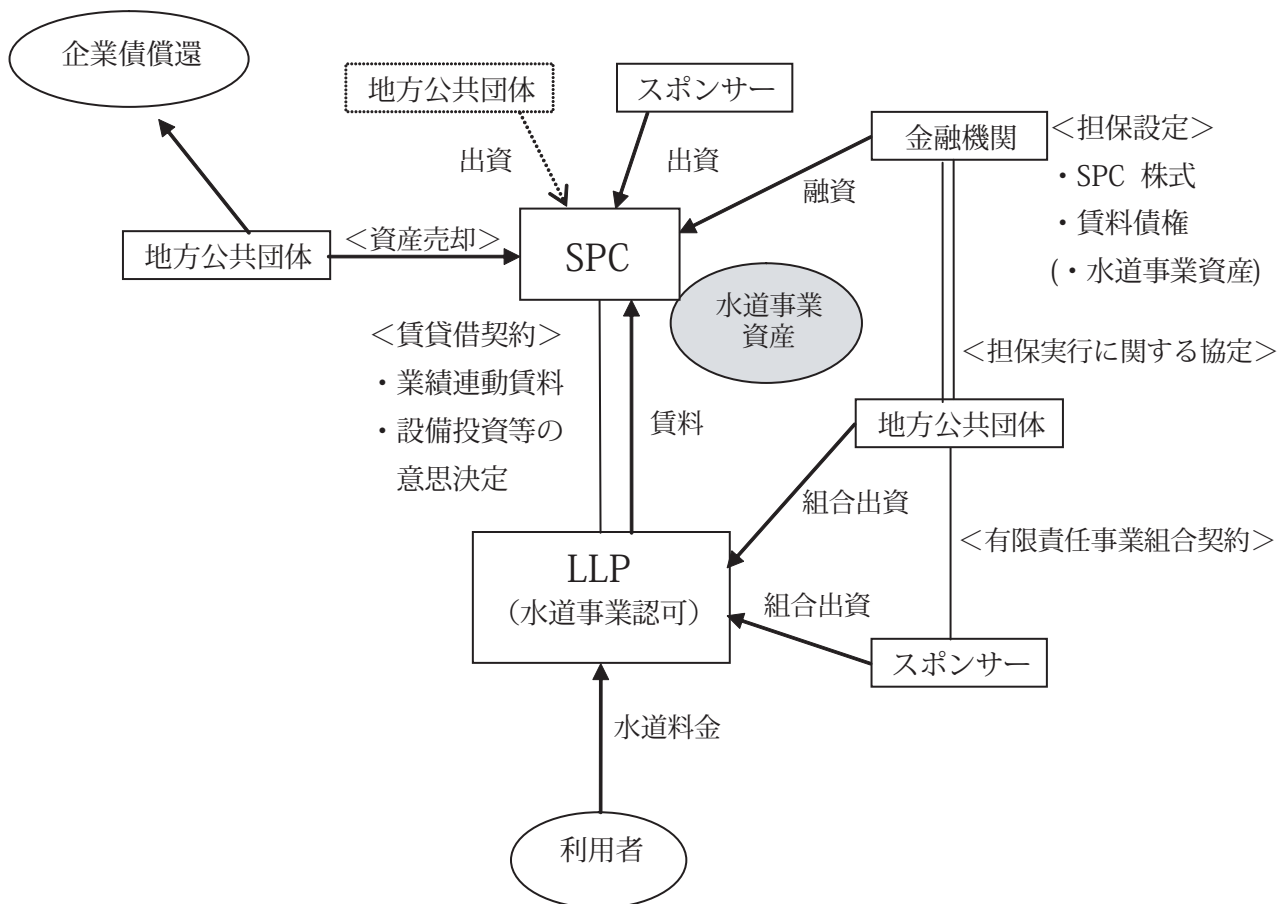 企業債償還
地方公共団体
スポンサー
金融機関
＜担保設定＞
・SPC 株式
・賃料債権
(・水道事業資産)
出資
出資
融資
地方公共団体
＜資産売却＞
SPC
水道事業
資産
＜賃貸借契約＞
・業績連動賃料
・設備投資等の
意思決定
賃料
＜担保実行に関する協定＞
地方公共団体
組合出資
＜有限責任事業組合契約＞
LLP
（水道事業認可）
組合出資
スポンサー
水道料金
利用者